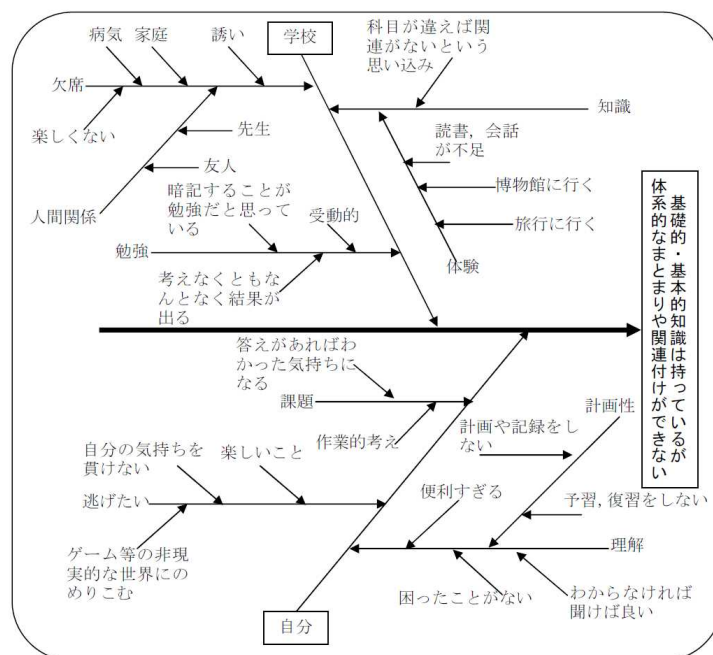 病気
家庭
誘い
学校
科目が違えば関
連がないという
思い込み
欠席
知識
楽しくない
先生
読書，会話
が不足
友人
博物館に行く
人間関係
暗記することが
勉強だと思って
いる
受動的
旅行に行く
勉強
体験
考えなくともな
んとなく結果が
出る
基礎的・基本的知識は持っているが
体系的なまとまりや関連付けができない
答えがあればわ
かった気持ちに
なる
課題
作業的考え
計画性
計画や記録をし
ない
自分の気持ちを
貫けない
楽しいこと
逃げたい
便利すぎる
予習，復習をしない
ゲーム等の非現
実的な世界にの
めりこむ
理解
困ったことがない
わからなければ
聞けば良い
自分